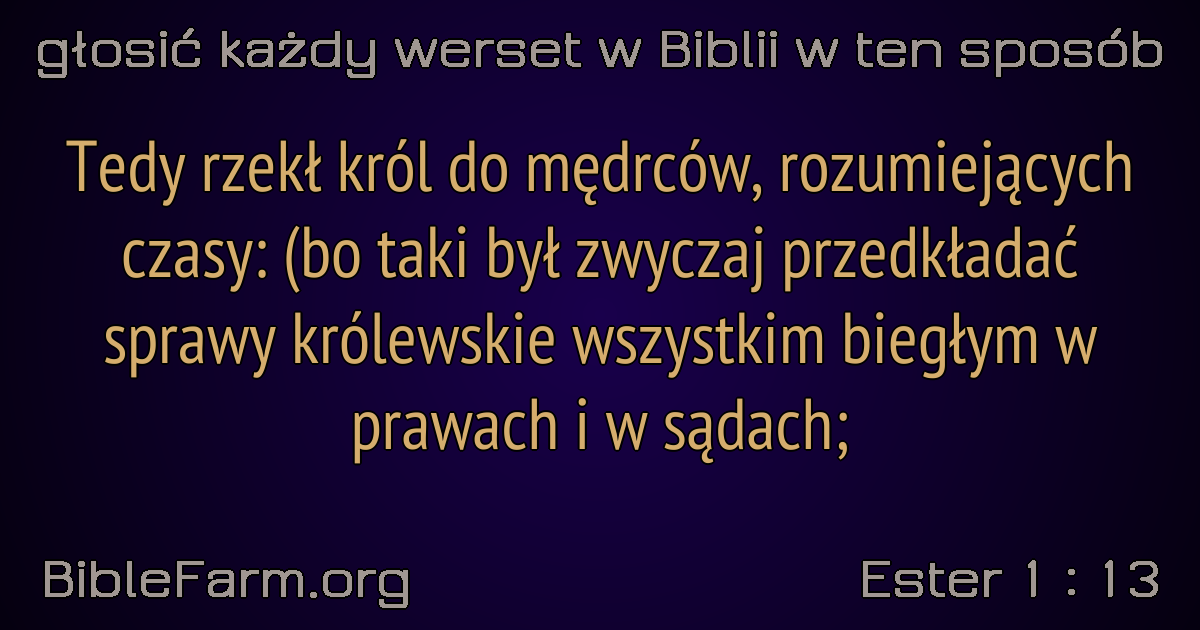 głosić każdy werset w Biblii w ten sposób
Tedy rzekł król do mędrców, rozumiejących
czasy: (bo taki był zwyczaj przedkładać
sprawy królewskie wszystkim biegłym w
prawach i w sądach;
BibleFarm.org
Ester 1 : 13